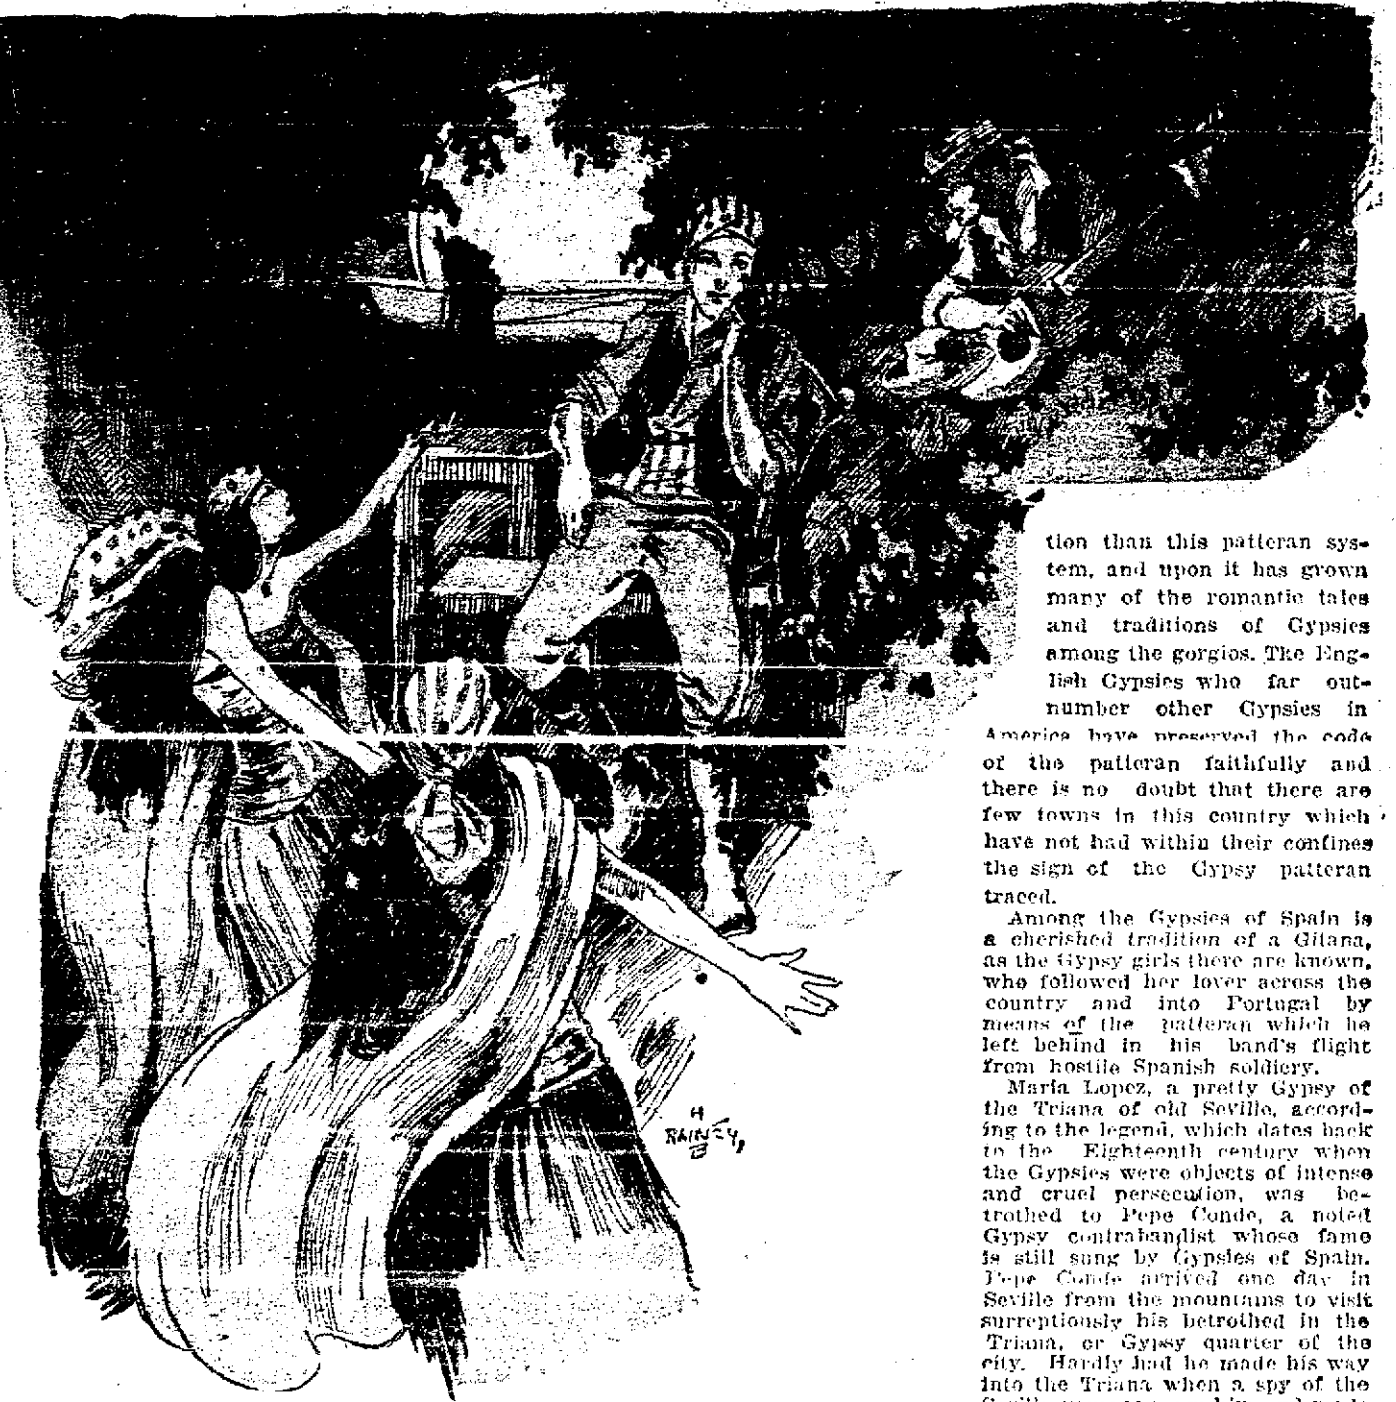 H
RAINEY,
B
tion than this patteran sys-
tem, and upon it has grown
many of the romantic tales
and traditions of Gypsies
among the gorgios. The Eng-
lish Gypsies who far out-
number other Gypsies in
America have preserved the code
of the patteran faithfully and
there is no doubt that there are
few towns in this country which
have not had within their confines
the sign of the Gypsy patteran
traced.
Among the Gypsies of Spain is
a cherished tradition of a Gitana,
as the Gypsy girls there are known,
who followed her lover across the
country and into Portugal by
means of the patteran which he
left behind in his band's flight
from hostile Spanish soldiery.
Maria Lopez, a pretty Gypsy of
the Triana of old Seville, accord-
ing to the legend, which dates back
to the Eighteenth century when
the Gypsies were objects of intense
and cruel persecution, was be-
trothed to Pepe Conde, a noted
Gypsy contrabandist whose fame
is still sung by Gypsies of Spain.
Pepe Conde arrived one day in
Seville from the mountains to visit
surreptiously his betrothed in the
Triana, or Gypsy quarter of the
city. Hardly had he made his way
into the Triana when a spy of the